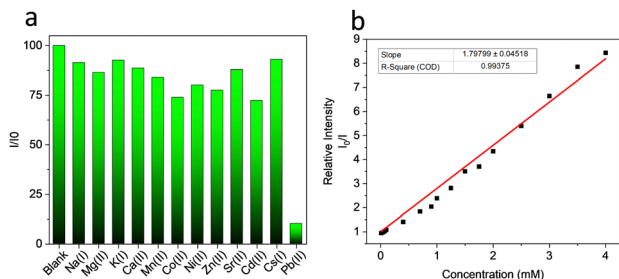 a
100
75
50
25
0
I/I0
Blank
Na(I)
Mg(II)
K(I)
Ca(II)
Mn(II)
Co(II)
Ni(II)
Zn(II)
Sr(II)
Cd(II)
Cs(I)
Pb(II)
b
9
8
7
6
5
4
3
2
1
0
Relative Intensity
I₀/I
Slope 1.79799 ± 0.04518
R-Square (COD) 0.99375
0 1 2 3 4
Concentration (mM)